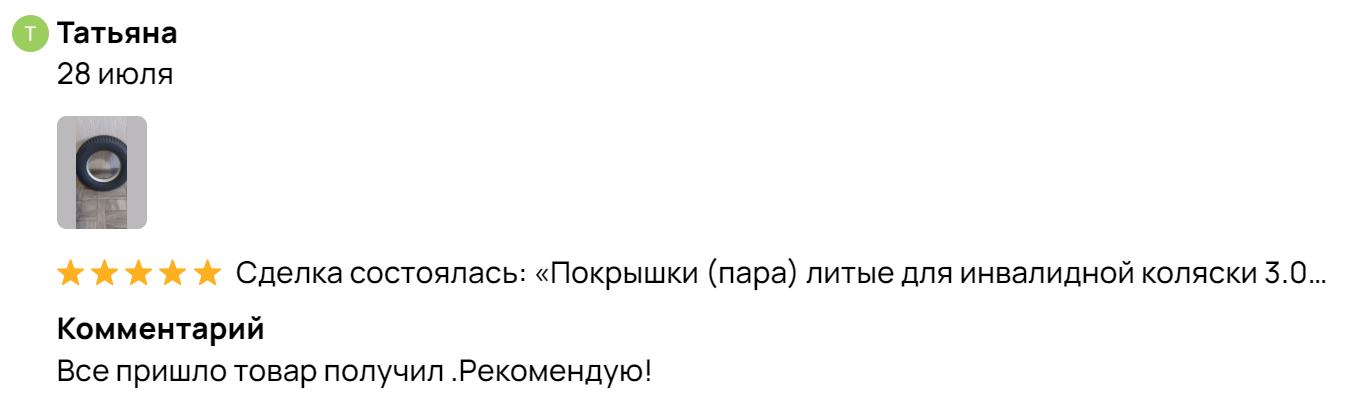 Т Татьяна
28 июля
Сделка состоялась: «Покрышки (пара) литые для инвалидной коляски 3.0...
Комментарий
Все пришло товар получил .Рекомендую!